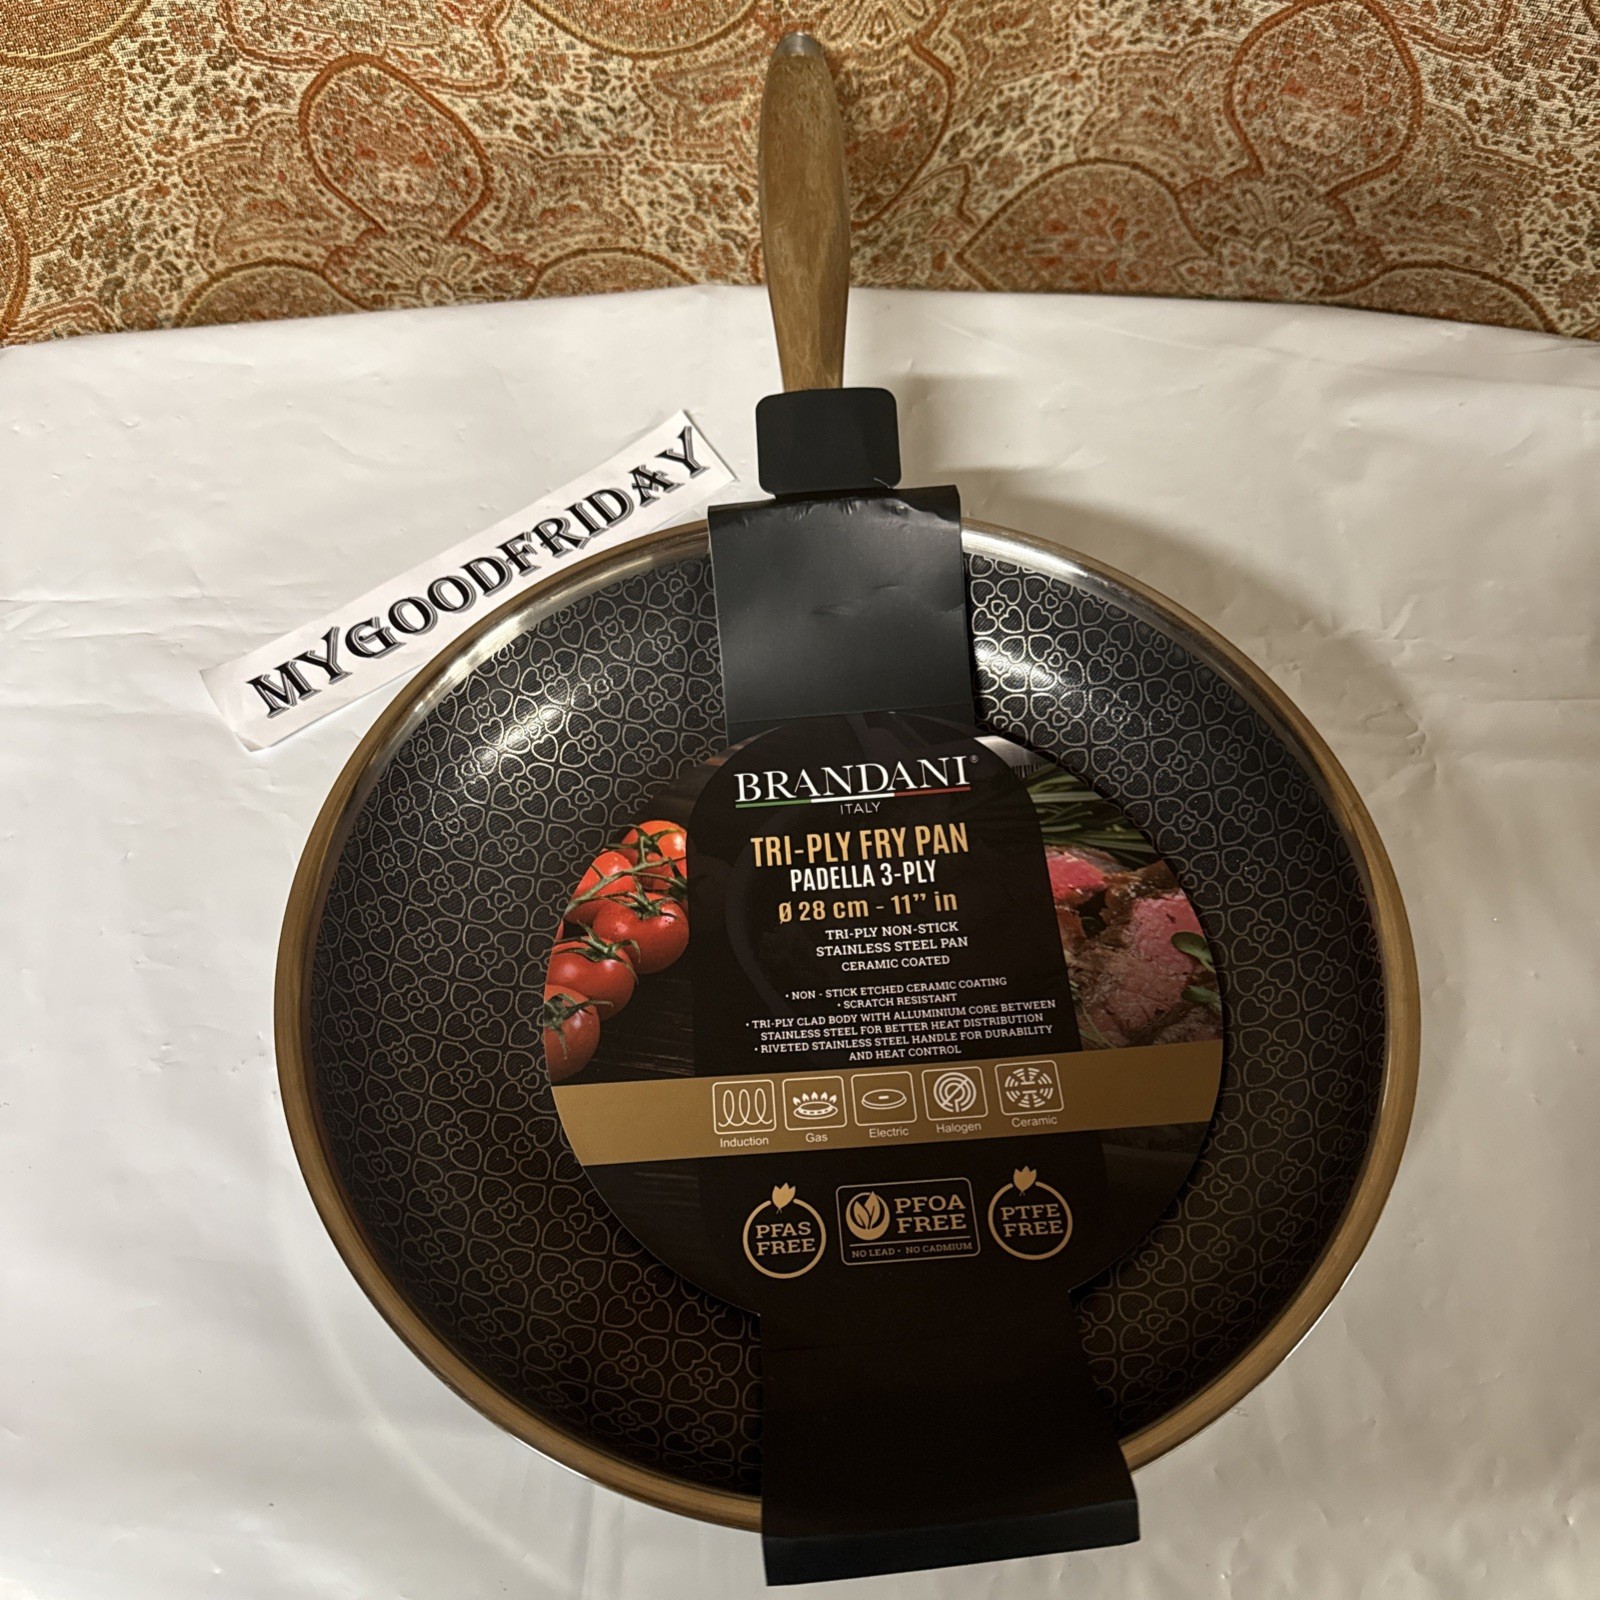 MYGOODFRIDAY
BRANDANI®
ITALY
TRI-PLY FRY PAN
PADELLA 3-PLY
Ø 28 cm - 11” in
TRI-PLY NON-STICK
STAINLESS STEEL PAN
CERAMIC COATED
• NON - STICK ETCHED CERAMIC COATING
• SCRATCH RESISTANT
• TRI-PLY CLAD BODY WITH ALLUMINIUM CORE BETWEEN
STAINLESS STEEL FOR BETTER HEAT DISTRIBUTION
• RIVETED STAINLESS STEEL HANDLE FOR DURABILITY
AND HEAT CONTROL
Induction Gas Electric Halogen Ceramic
PFAS
FREE
PFOA
FREE
NO LEAD • NO CADMIUM
PTFE
FREE